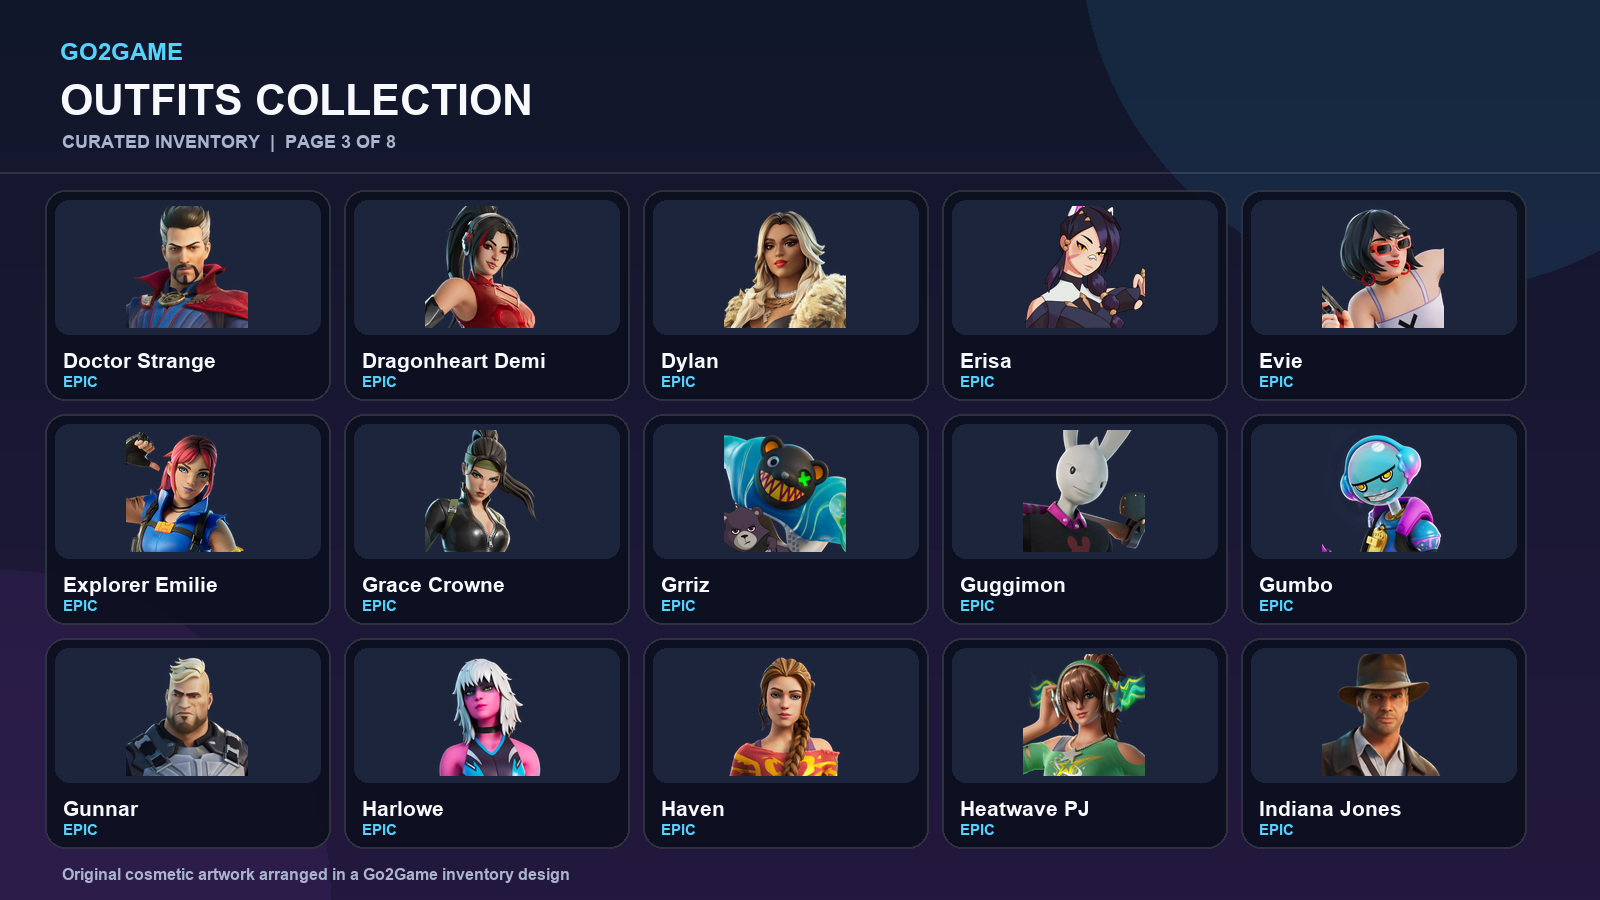 GO2GAME
OUTFITS COLLECTION
CURATED INVENTORY | PAGE 3 OF 8
Doctor Strange
EPIC
Dragonheart Demi
EPIC
Dylan
EPIC
Erisa
EPIC
Evie
EPIC
Explorer Emilie
EPIC
Grace Crowne
EPIC
Grriz
EPIC
Guggimon
EPIC
Gumbo
EPIC
Gunnar
EPIC
Harlowe
EPIC
Haven
EPIC
Heatwave PJ
EPIC
Indiana Jones
EPIC
Original cosmetic artwork arranged in a Go2Game inventory design